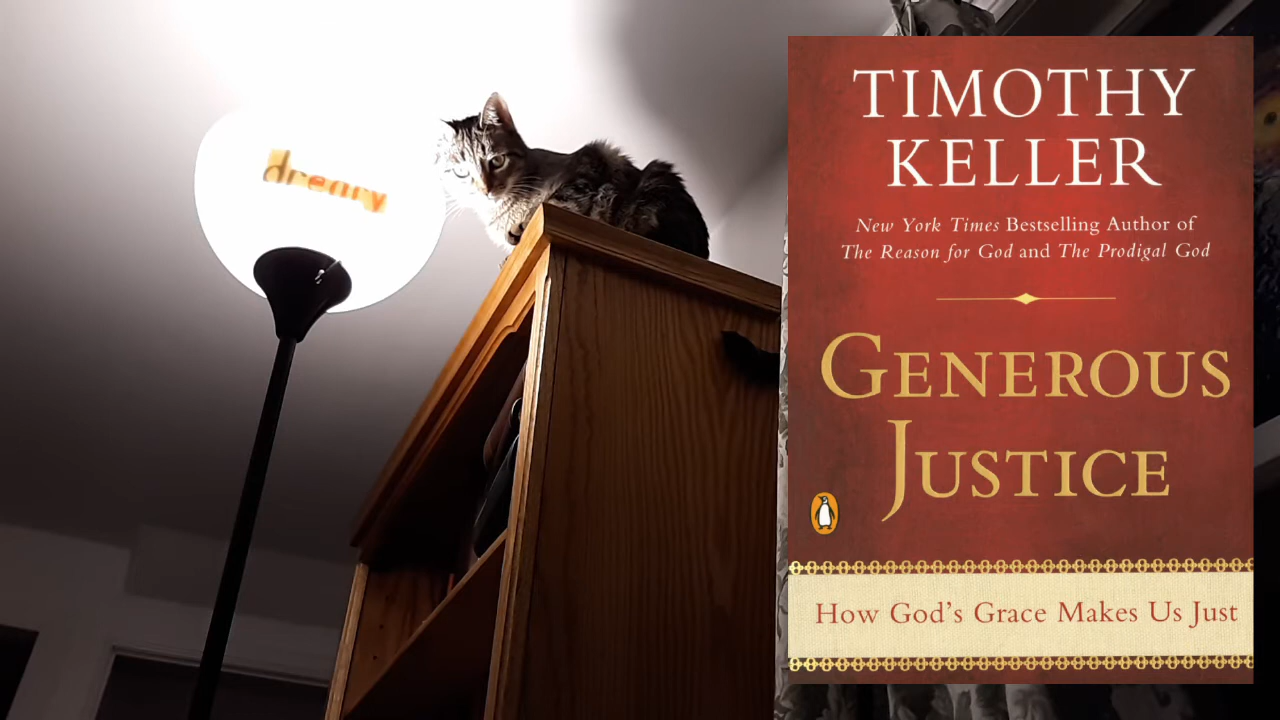 dreary
TIMOTHY
KELLER
New York Times Bestselling Author of
The Reason for God and The Prodigal God
GENEROUS
JUSTICE
How God's Grace Makes Us Just